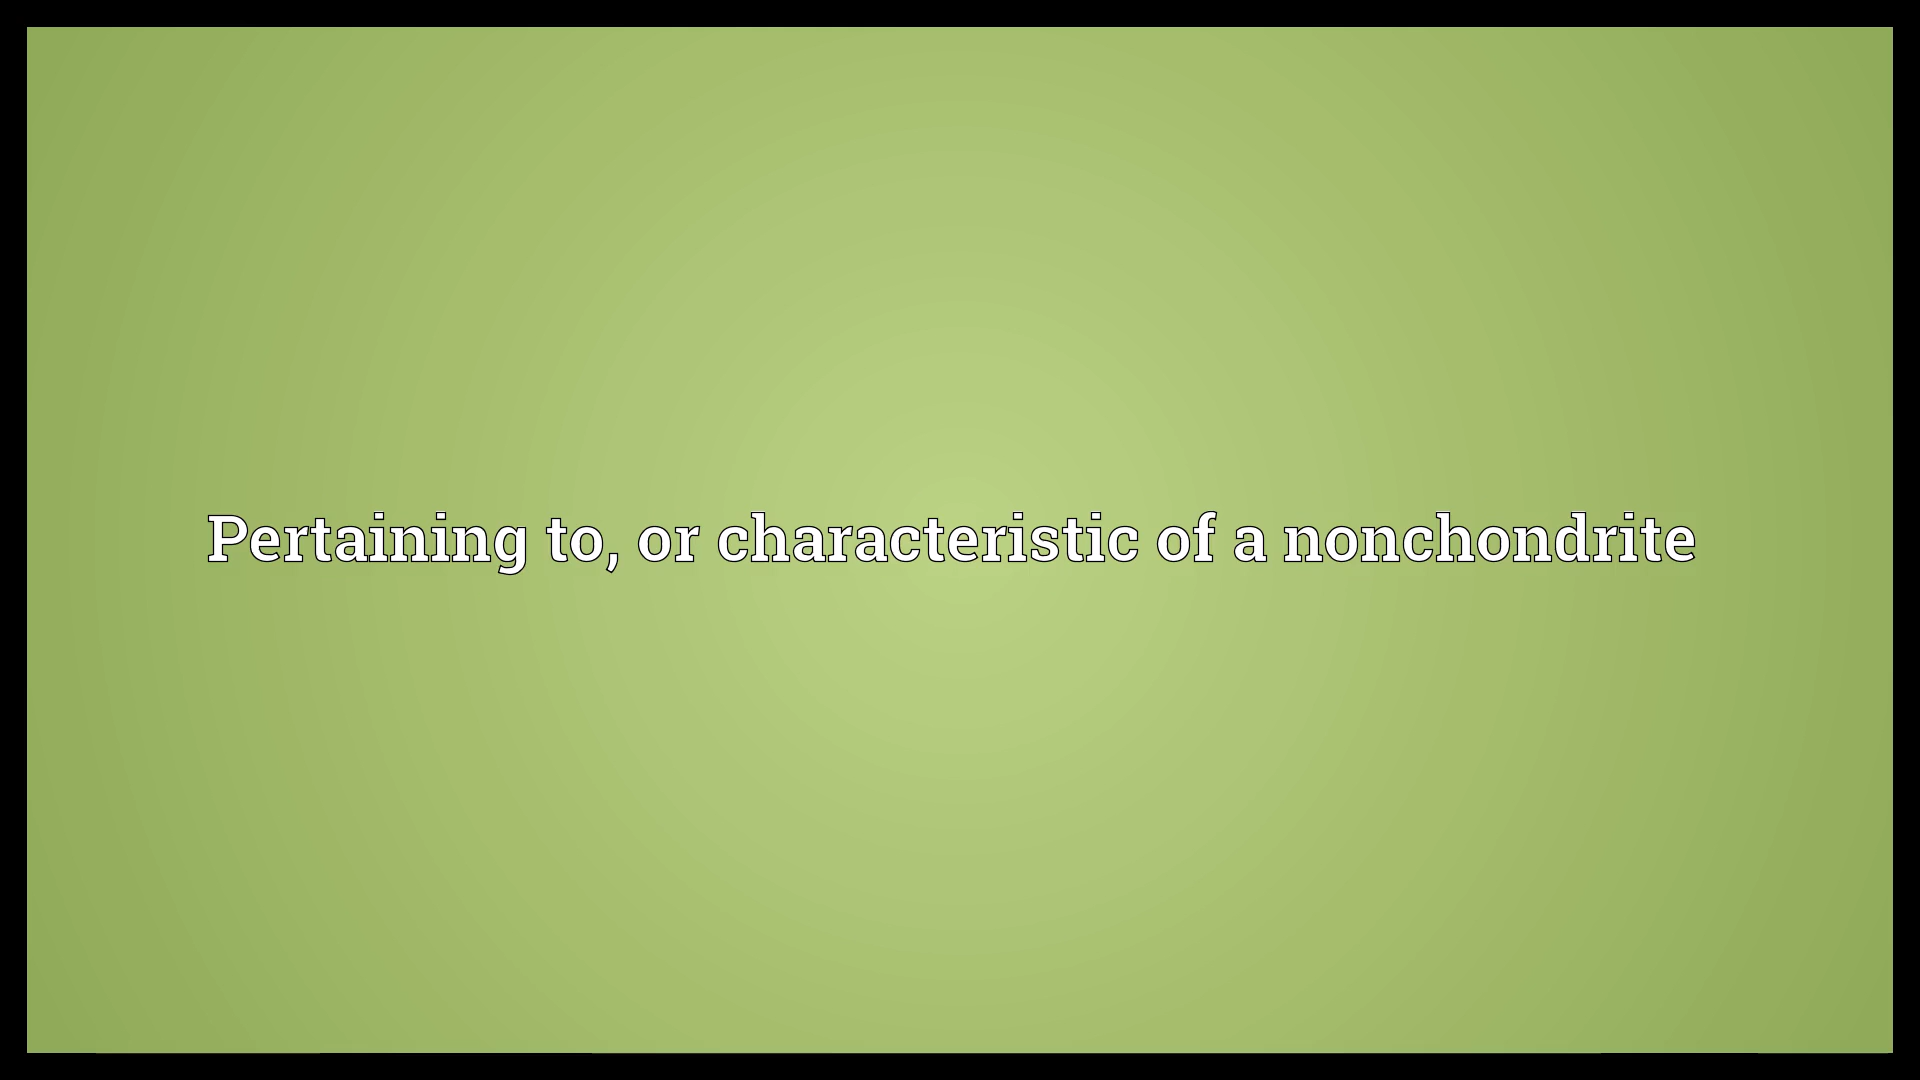 Pertaining to, or characteristic of a nonchondrite